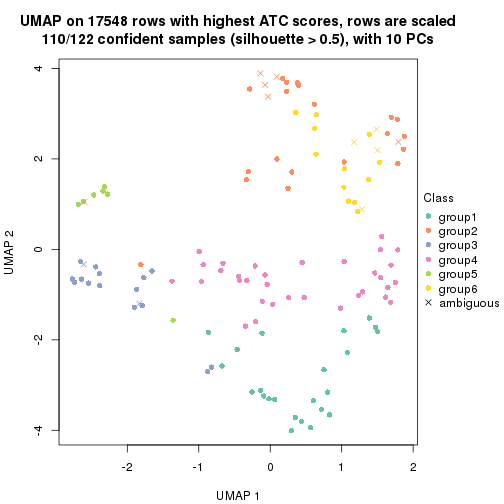 UMAP on 17548 rows with highest ATC scores, rows are scaled
110/122 confident samples (silhouette > 0.5), with 10 PCs
4
2
0
-2
-4
UMAP 2
-2
-1
0
1
2
UMAP 1
Class
group1
group2
group3
group4
group5
group6
ambiguous